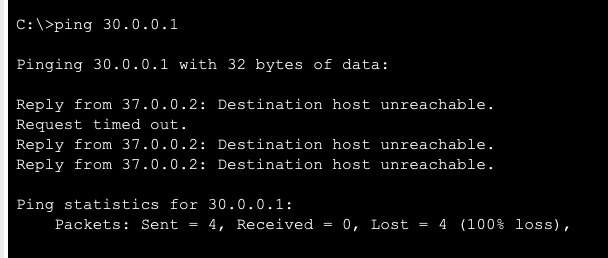 C:\>ping 30.0.0.1
Pinging 30.0.0.1 with 32 bytes of data:
Reply from 37.0.0.2: Destination host unreachable.
Request timed out.
Reply from 37.0.0.2: Destination host unreachable.
Reply from 37.0.0.2: Destination host unreachable.
Ping statistics for 30.0.0.1:
Packets: Sent = 4, Received = 0, Lost = 4 (100% loss),